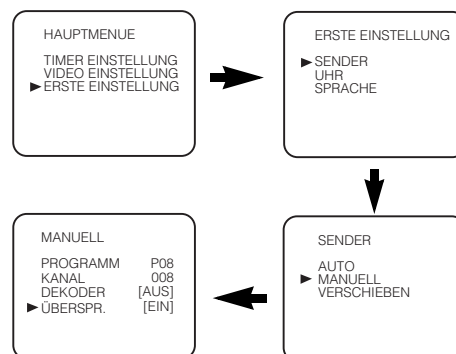 HAUPTMENUE
TIMER EINSTELLUNG
VIDEO EINSTELLUNG
►ERSTE EINSTELLUNG
ERSTE EINSTELLUNG
►SENDER
UHR
SPRACHE
SENDER
AUTO
►MANUELL
VERSCHIEBEN
MANUELL
PROGRAMM P08
KANAL 008
DEKODER [AUS]
►ÜBERSPR. [EIN]